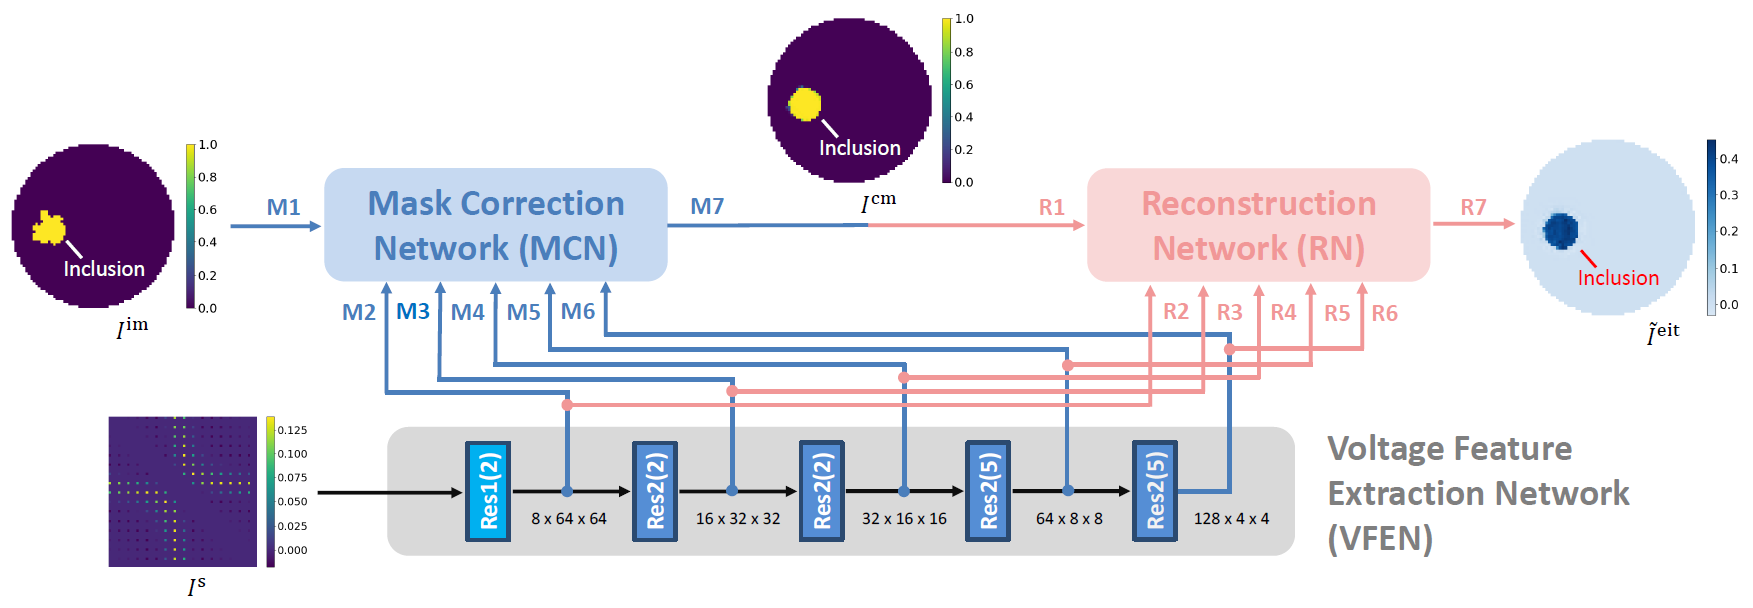 1.0
0.8
0.6
0.4
0.2
0.0
Inclusion
I^im
M1
Mask Correction
Network (MCN)
M7
1.0
0.8
0.6
0.4
0.2
0.0
Inclusion
I^cm
R1
Reconstruction
Network (RN)
R7
0.4
0.3
0.2
0.1
0.0
Inclusion
Ĩ^eit
M2 M3 M4 M5 M6
R2 R3 R4 R5 R6
0.125
0.100
0.075
0.050
0.025
0.000
I^s
Res1(2)
8 x 64 x 64
Res2(2)
16 x 32 x 32
Res2(2)
32 x 16 x 16
Res2(5)
64 x 8 x 8
Res2(5)
128 x 4 x 4
Voltage Feature
Extraction Network
(VFEN)